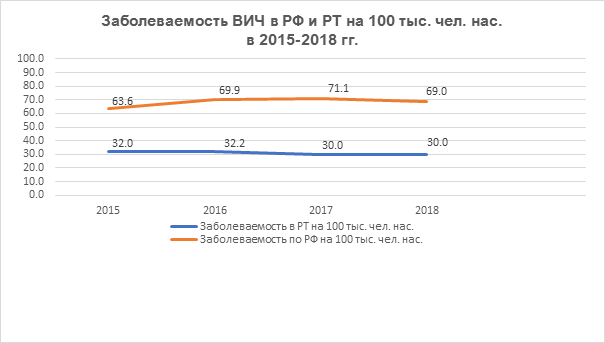 Заболеваемость ВИЧ в РФ и РТ на 100 тыс. чел. нас.
в 2015-2018 гг.
100.0
90.0
80.0
70.0
60.0
50.0
40.0
30.0
20.0
10.0
0.0
63.6 69.9 71.1 69.0
32.0 32.2 30.0 30.0
2015 2016 2017 2018
Заболеваемость в РТ на 100 тыс. чел. нас.
Заболеваемость по РФ на 100 тыс. чел. нас.